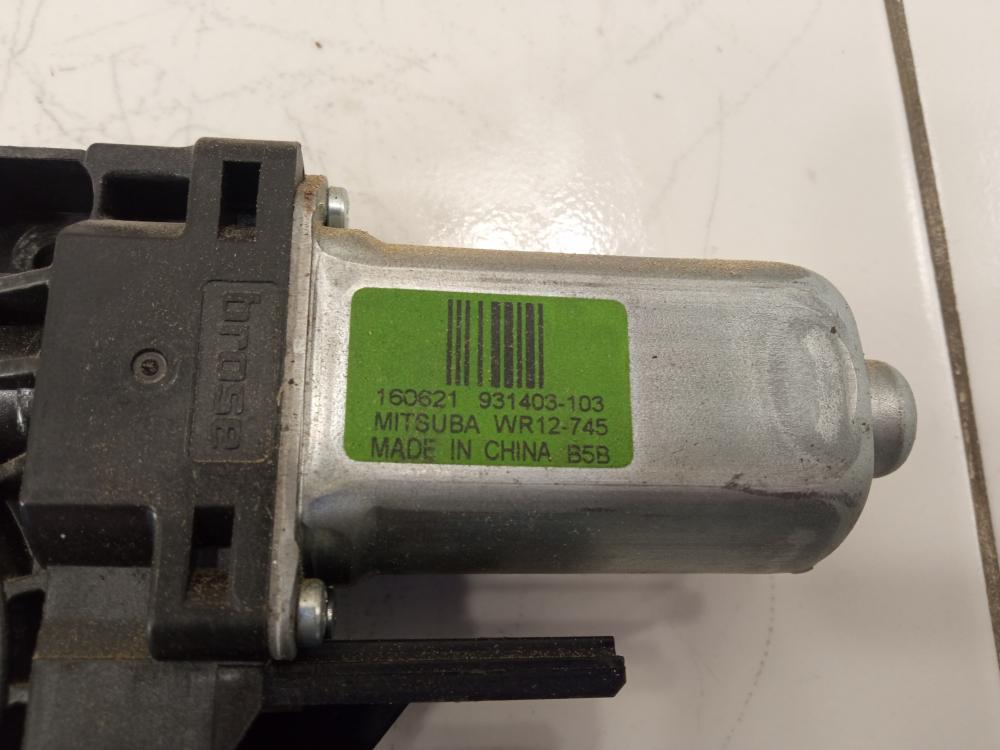 brose
160621 931403-103
MITSUBA WR12-745
MADE IN CHINA B5B